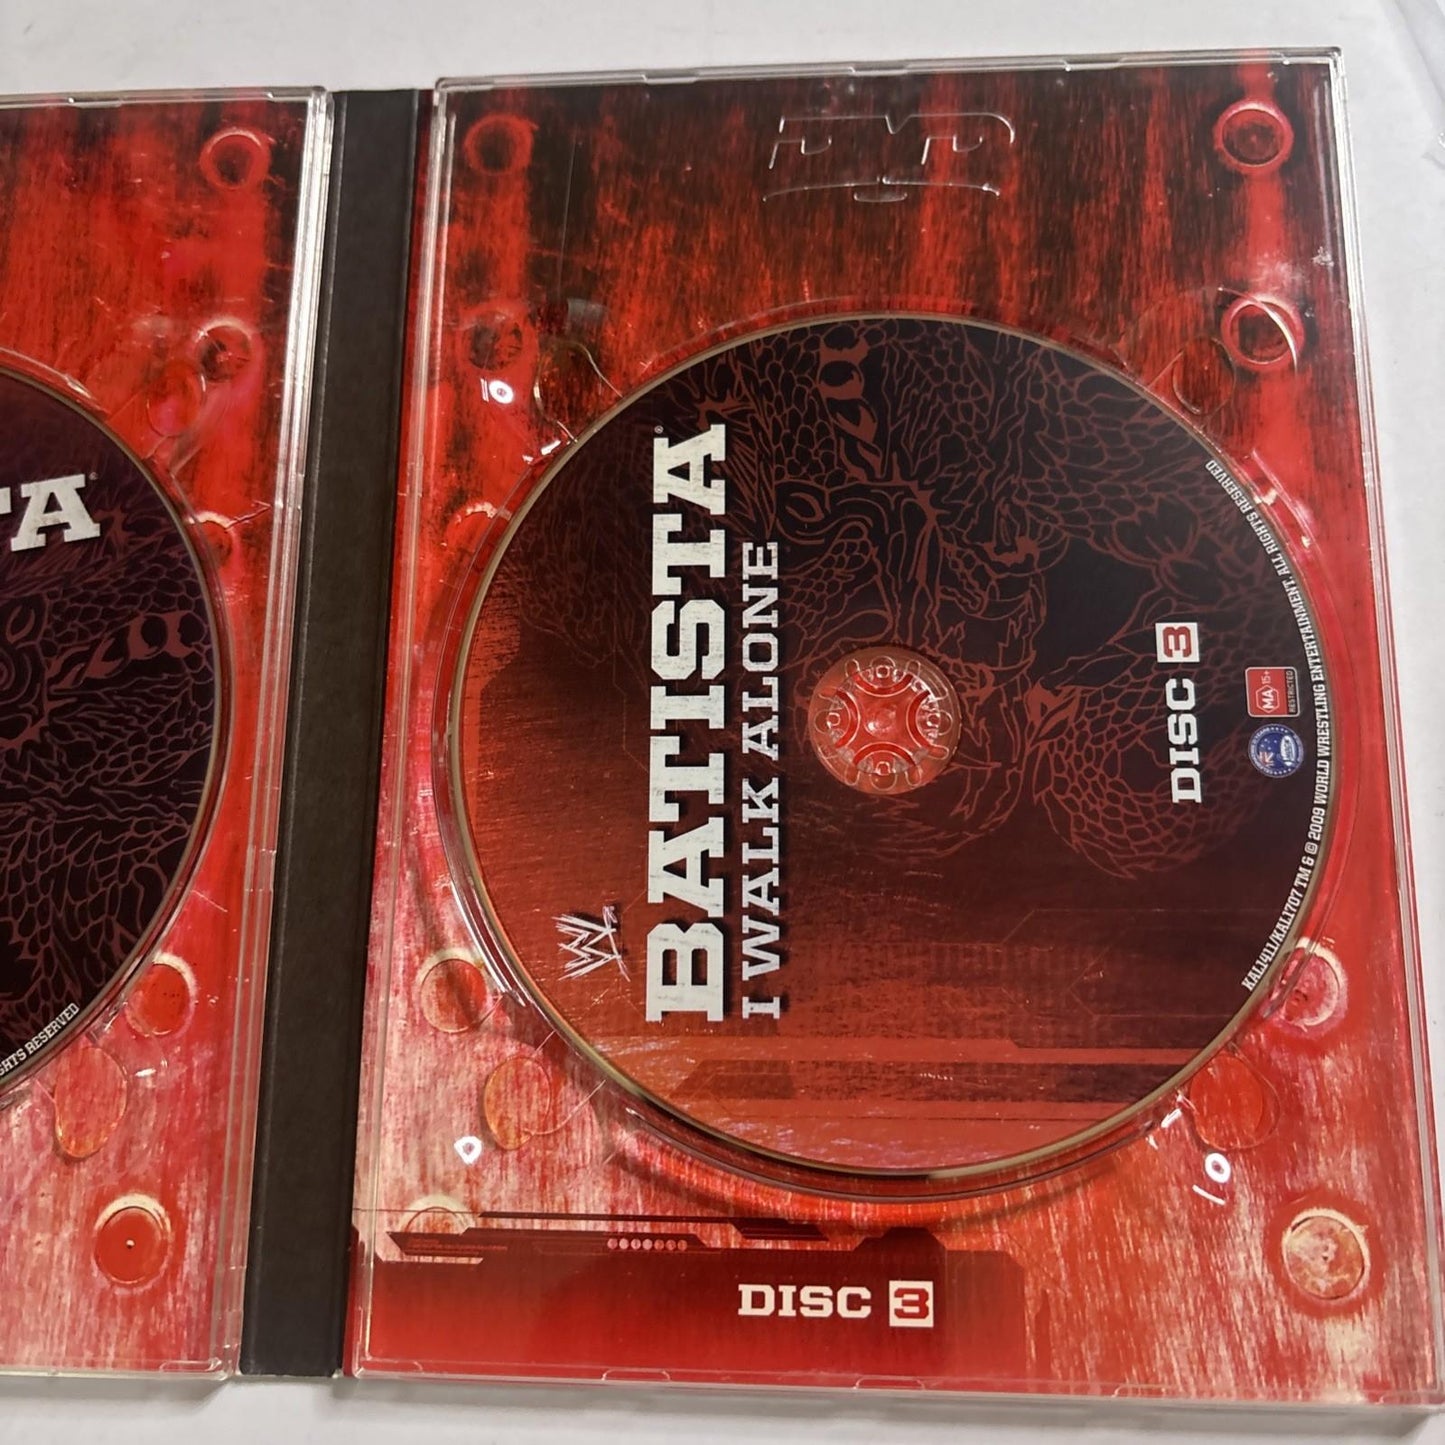 TA®
GHTS RESERVED
W
BATISTA®
I WALK ALONE
DISC 3
MA 15+
RESTRICTED
KAL1411/KAL1707 TM & © 2009 WORLD WRESTLING ENTERTAINMENT. ALL RIGHTS RESERVED
DVD
DISC 3